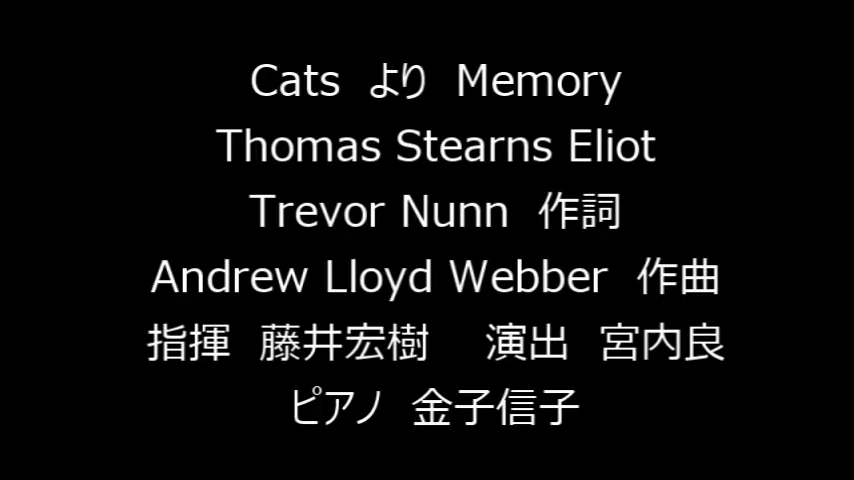 Cats より Memory
Thomas Stearns Eliot
Trevor Nunn 作詞
Andrew Lloyd Webber 作曲
指揮 藤井宏樹 演出 宮内良
ピアノ 金子信子